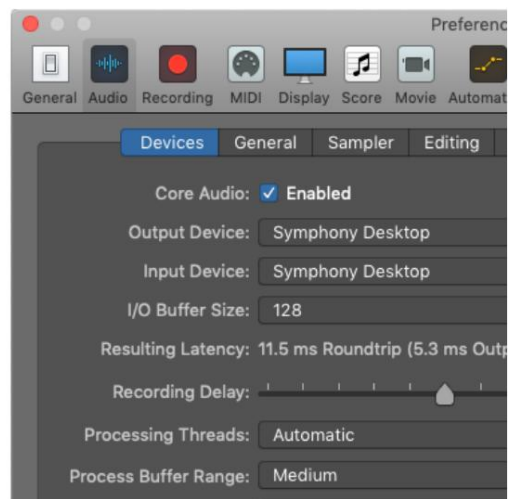 Preferenc
General Audio Recording MIDI Display Score Movie Automat
Devices General Sampler Editing
Core Audio: Enabled
Output Device: Symphony Desktop
Input Device: Symphony Desktop
I/O Buffer Size: 128
Resulting Latency: 11.5 ms Roundtrip (5.3 ms Outp
Recording Delay:
Processing Threads: Automatic
Process Buffer Range: Medium